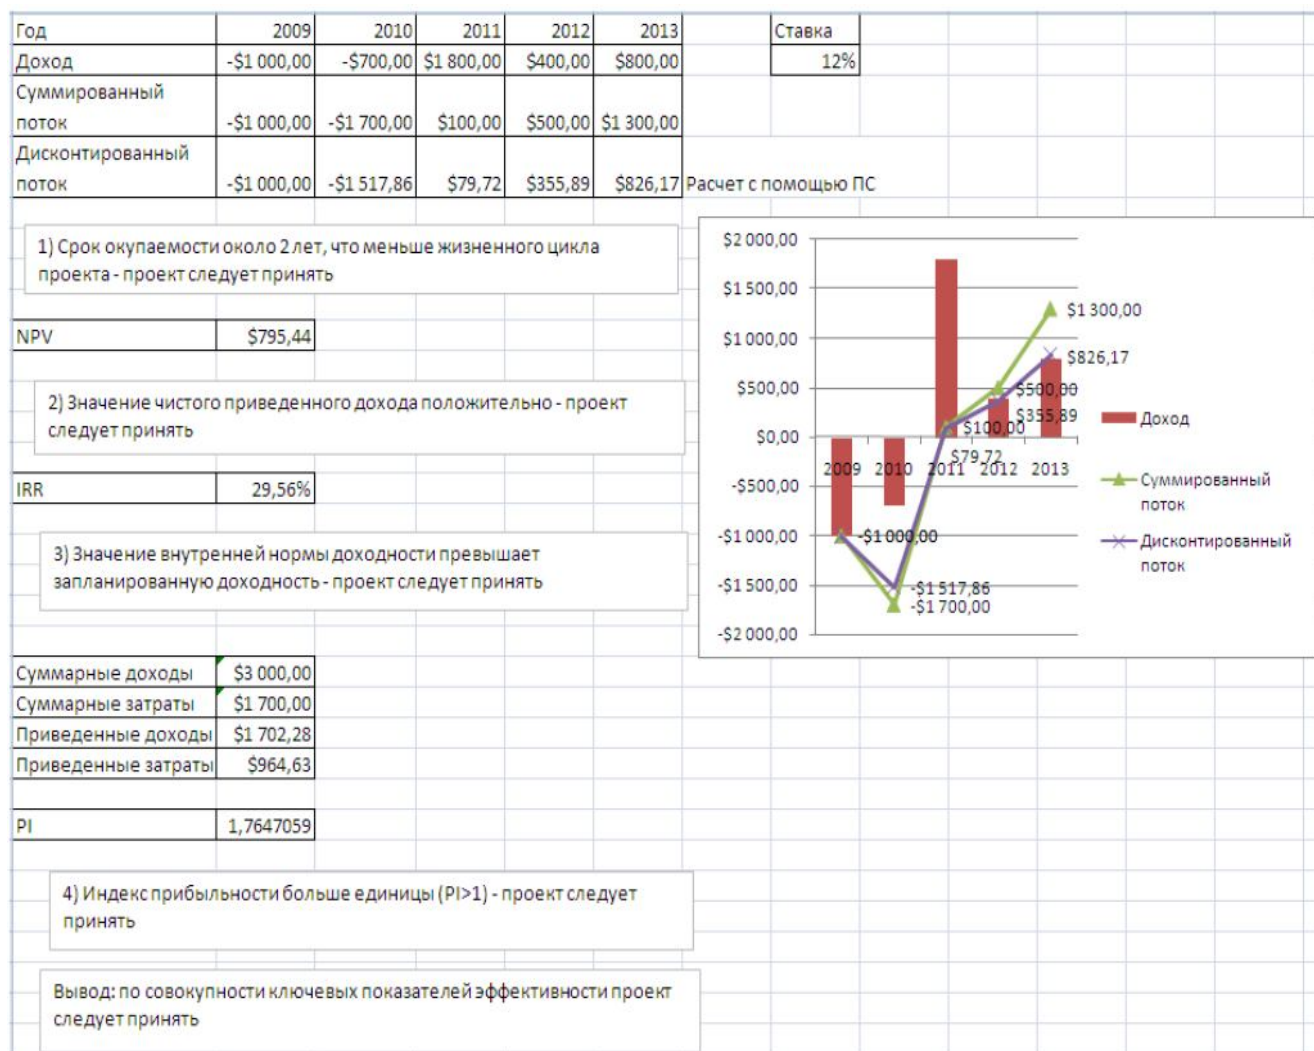 Год 2009 2010 2011 2012 2013 Ставка
Доход -$1 000,00 -$700,00 $1 800,00 $400,00 $800,00 12%
Суммированный
поток -$1 000,00 -$1 700,00 $100,00 $500,00 $1 300,00
Дисконтированный
поток -$1 000,00 -$1 517,86 $79,72 $355,89 $826,17 Расчет с помощью ПС
1) Срок окупаемости около 2 лет, что меньше жизненного цикла
проекта - проект следует принять
NPV $795,44
2) Значение чистого приведенного дохода положительно - проект
следует принять
IRR 29,56%
3) Значение внутренней нормы доходности превышает
запланированную доходность - проект следует принять
Суммарные доходы $3 000,00
Суммарные затраты $1 700,00
Приведенные доходы $1 702,28
Приведенные затраты $964,63
PI 1,7647059
4) Индекс прибыльности больше единицы (PI>1) - проект следует
принять
Вывод: по совокупности ключевых показателей эффективности проект
следует принять
$2 000,00
$1 500,00
$1 000,00
$500,00
$0,00
-$500,00
-$1 000,00
-$1 500,00
-$2 000,00
2009 2010 2011 2012 2013
$1 300,00
$826,17
$500,00
$355,89
$100,00
$79,72
-$1 000,00
-$1 517,86
-$1 700,00
Доход
Суммированный
поток
Дисконтированный
поток